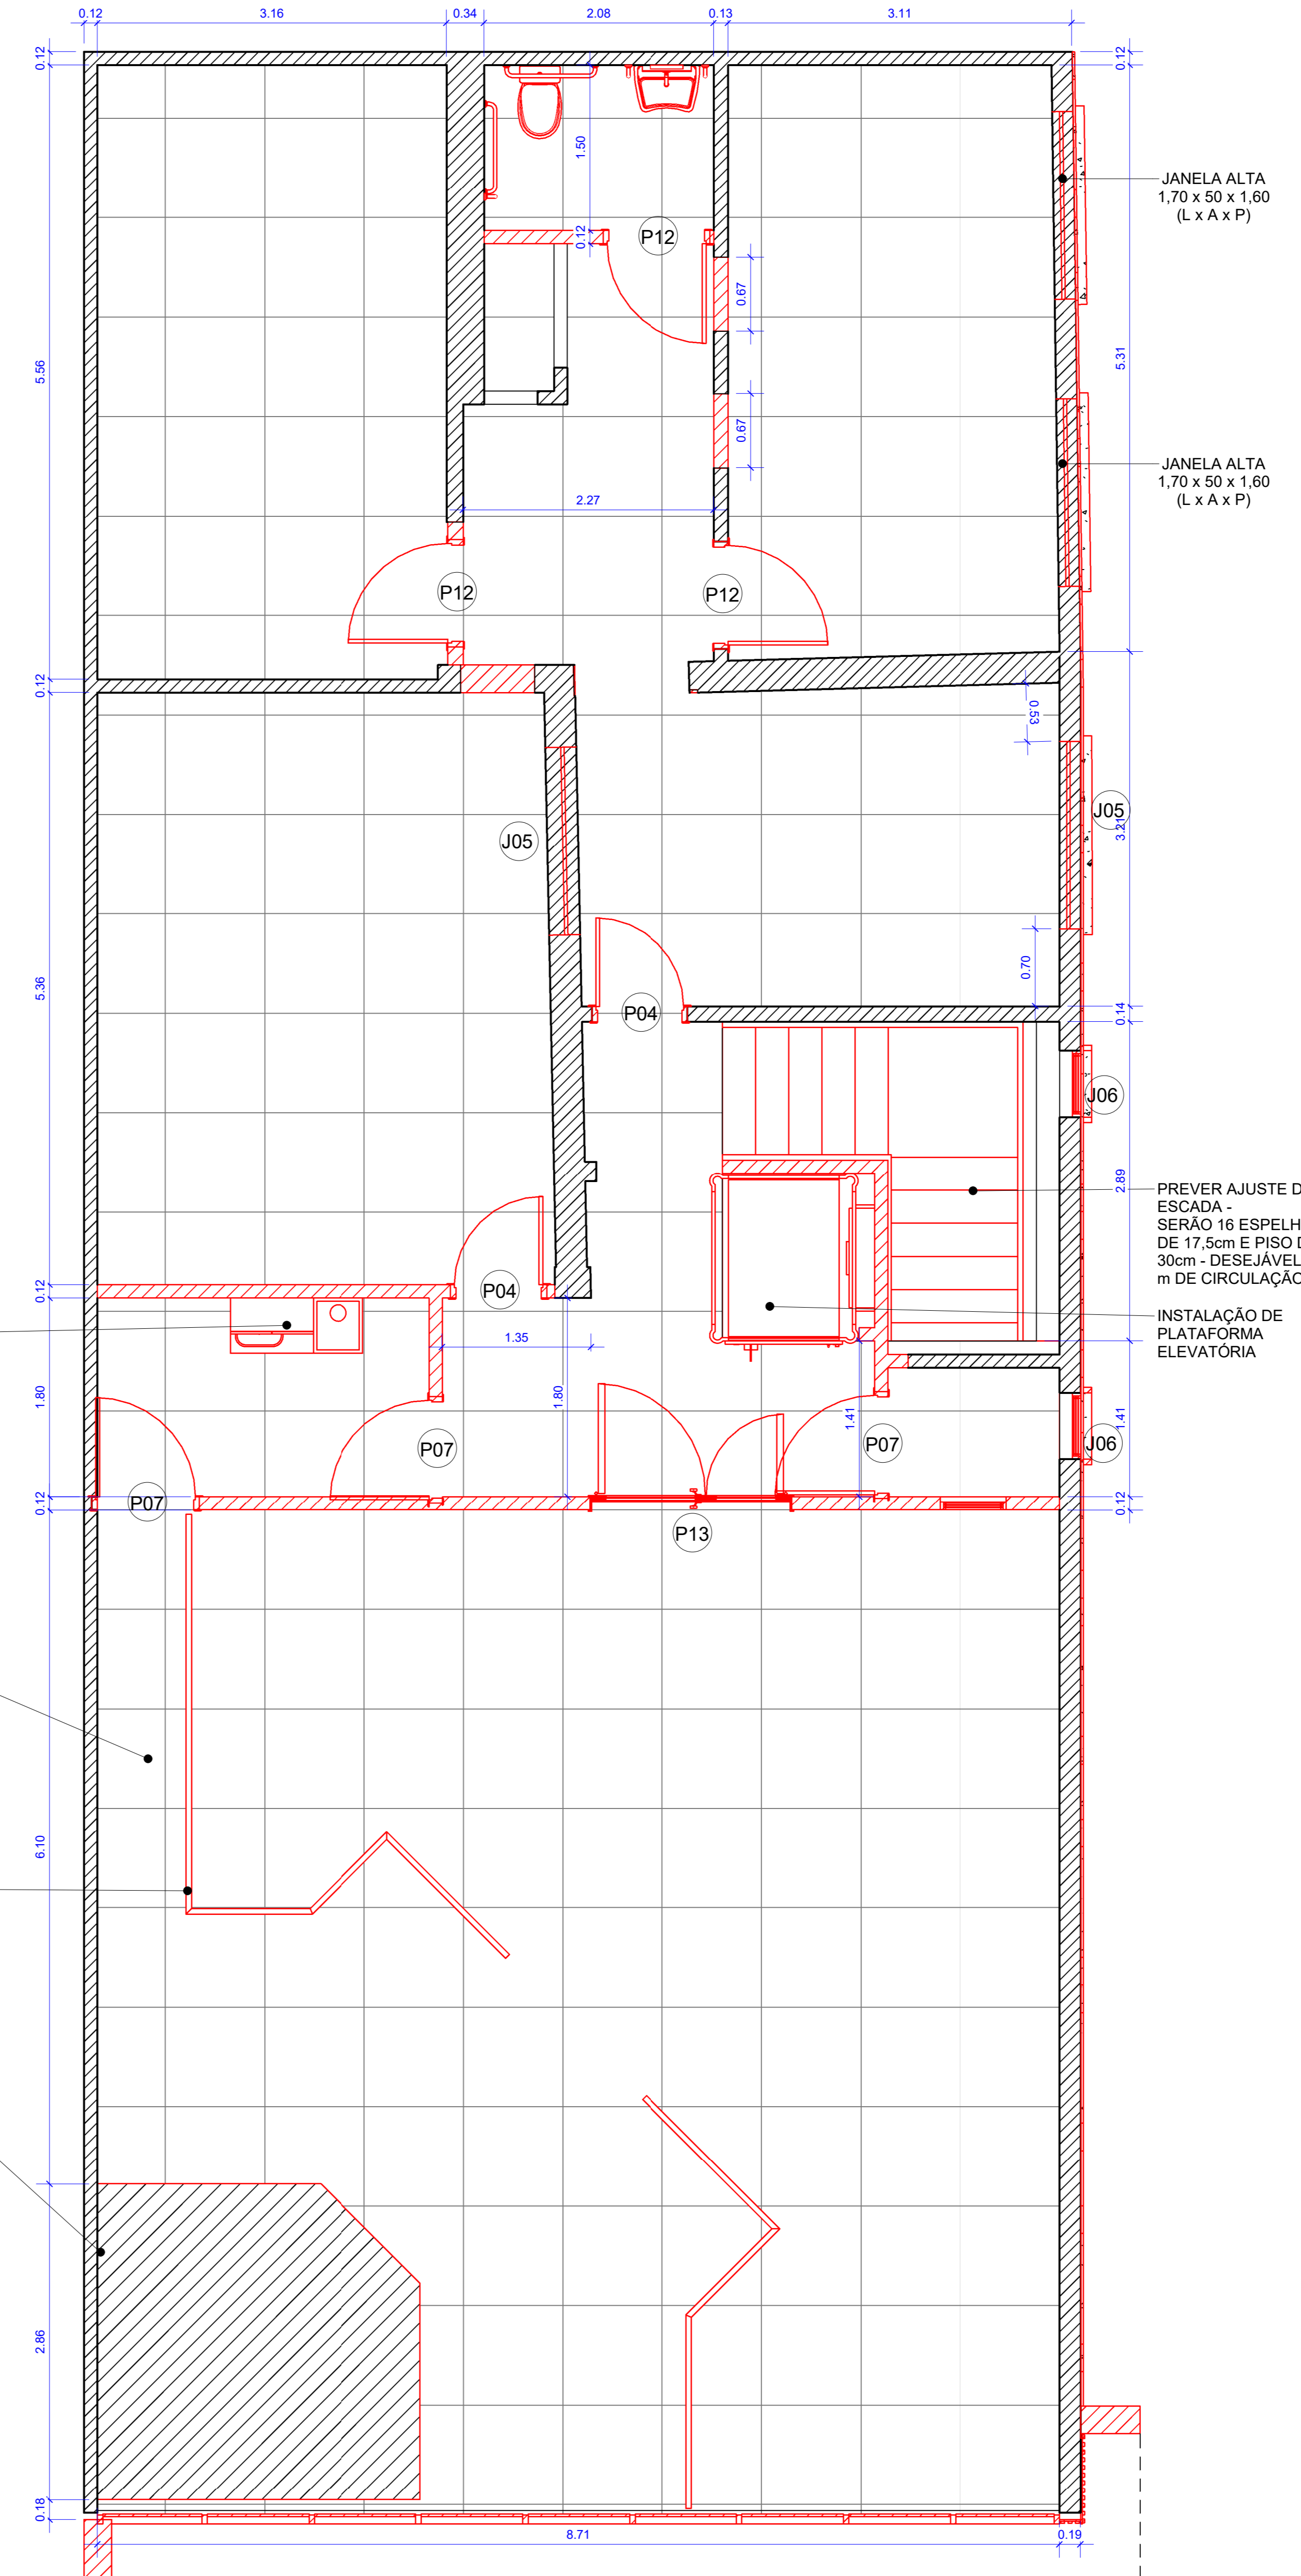 0.12
3.16
0.34
2.08
0.13
3.11
0.12
0.12
1.50
JANELA ALTA
1,70 x 50 x 1,60
(L x A x P)
0.12
P12
0.67
5.56
5.31
0.67
JANELA ALTA
1,70 x 50 x 1,60
(L x A x P)
2.27
P12
P12
0.12
0.53
J05
J05
3.21
5.36
0.70
P04
0.14
J06
2.89
PREVER AJUSTE D
ESCADA -
SERÃO 16 ESPELH
DE 17,5cm E PISO D
30cm - DESEJÁVEL
m DE CIRCULAÇÃO
0.12
P04
INSTALAÇÃO DE
PLATAFORMA
ELEVATÓRIA
1.35
1.80
1.80
1.41
1.41
P07
P07
J06
0.12
P07
0.12
P13
6.10
2.86
0.18
8.71
0.19